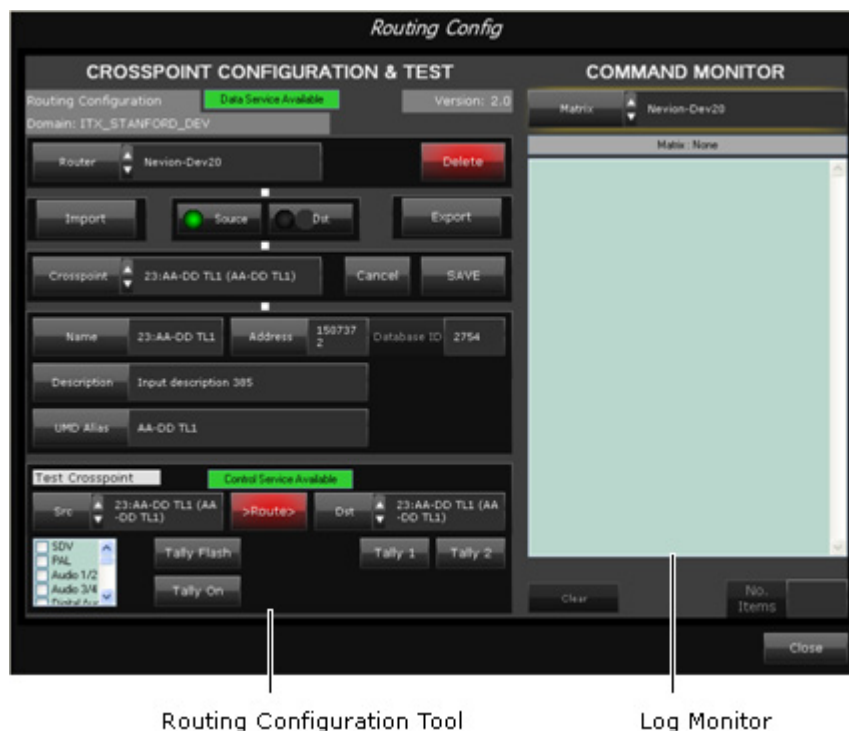 Routing Config
CROSSPOINT CONFIGURATION & TEST
Routing Configuration
Data Service Available
Version: 2.0
Domain: ITX_STANFORD_DEV
Router
Nevion-Dev20
Delete
Import
Source
Dst
Export
Crosspoint
23:AA-DD TL1 (AA-DD TL1)
Cancel
SAVE
Name
23:AA-DD TL1
Address
150737
2
Database ID
2754
Description
Input description 385
UMD Alias
AA-DD TL1
Test Crosspoint
Control Service Available
Src
23:AA-DD TL1 (AA
-DD TL1)
>Route>
Dst
23:AA-DD TL1 (AA
-DD TL1)
SDV
PAL
Audio 1/2
Audio 3/4
Tally Flash
Tally 1
Tally 2
Tally On
COMMAND MONITOR
Matrix
Nevion-Dev20
Matrix : None
Clear
No.
Items
Close
Routing Configuration Tool
Log Monitor